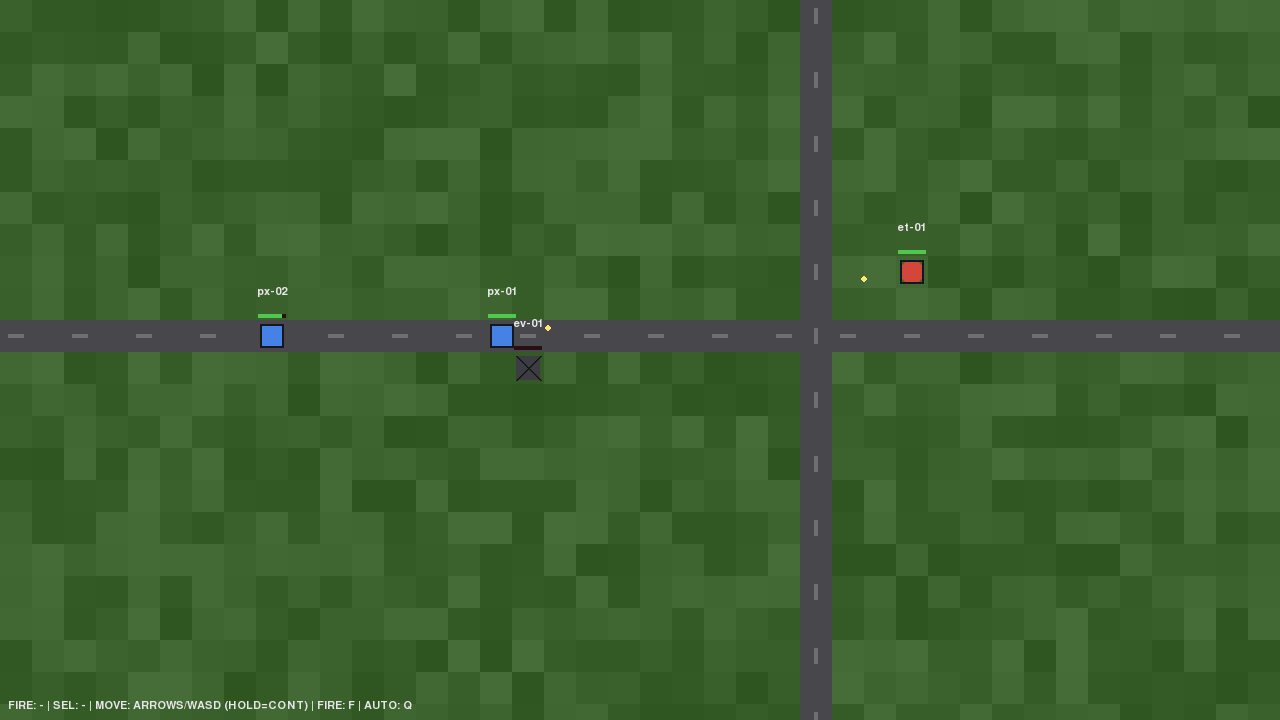 et-01
px-02
px-01
ev-01
FIRE: - | SEL: - | MOVE: ARROWS/WASD (HOLD=CONT) | FIRE: F | AUTO: Q